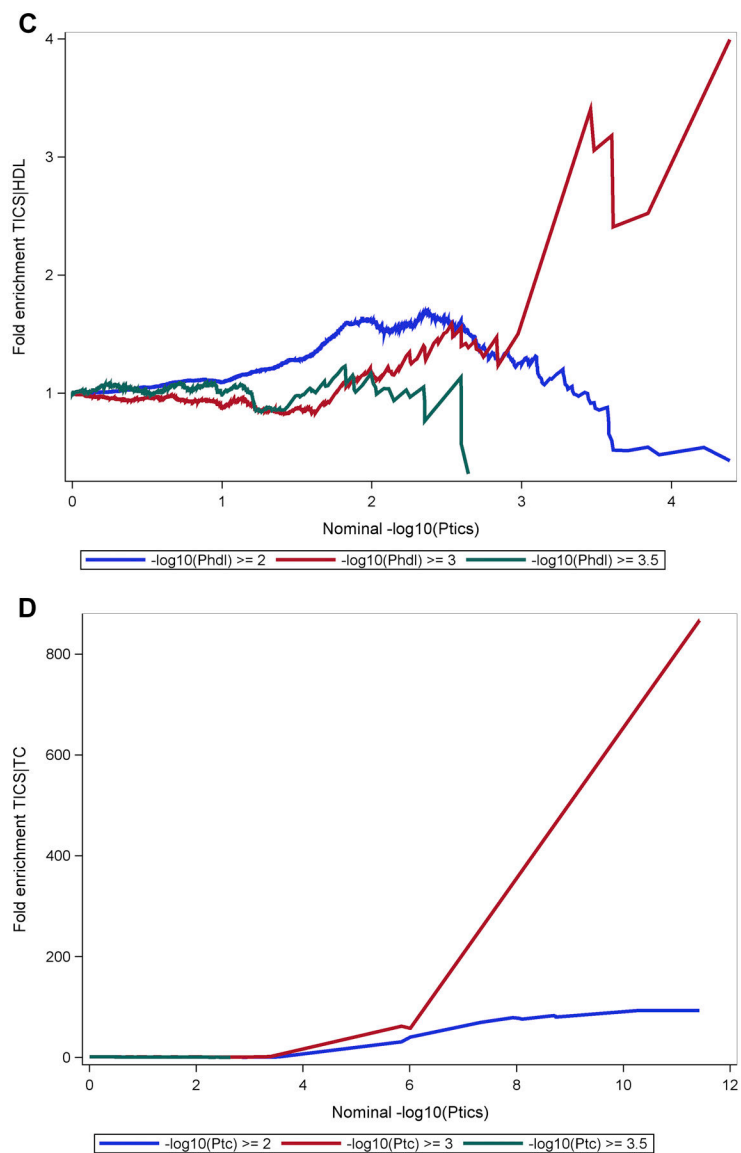 C
4
3
2
1
Fold enrichment TICS|HDL
0 1 2 3 4
Nominal -log10(Ptics)
-log10(Phdl) >= 2 -log10(Phdl) >= 3 -log10(Phdl) >= 3.5
D
800
600
400
200
0
Fold enrichment TICS|TC
0 2 4 6 8 10 12
Nominal -log10(Ptics)
-log10(Ptc) >= 2 -log10(Ptc) >= 3 -log10(Ptc) >= 3.5